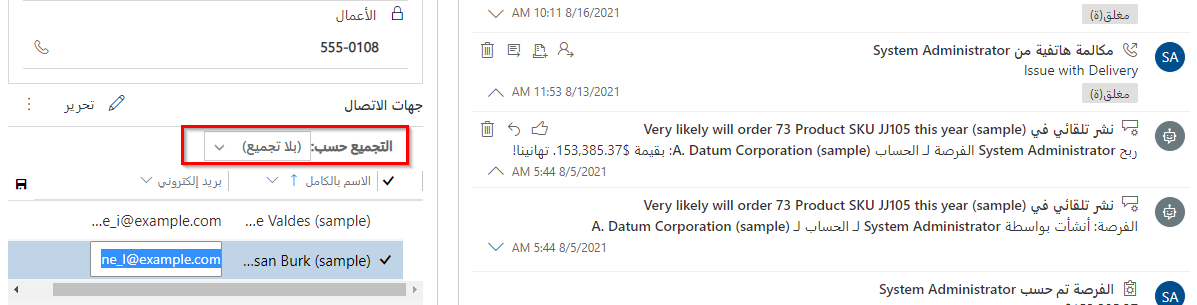 الأعمال
555-0108
جهات الاتصال
تحرير
التجميع حسب: (بلا تجميع)
الاسم بالكامل
بريد إلكتروني
...e Valdes (sample)
...e_i@example.com
...san Burk (sample)
ne_l@example.com
AM 10:11 8/16/2021
مغلق(ة)
SA
مكالمة هاتفية من System Administrator
Issue with Delivery
مغلق(ة)
AM 11:53 8/13/2021
نشر تلقائي في Very likely will order 73 Product SKU JJ105 this year (sample)
ربح System Administrator الفرصة لـ الحساب A. Datum Corporation (sample): بقيمة $153,385.37. تهانينا!
AM 5:44 8/5/2021
نشر تلقائي في Very likely will order 73 Product SKU JJ105 this year (sample)
الفرصة: أنشأت بواسطة System Administrator لـ الحساب لـ A. Datum Corporation (sample)
AM 5:44 8/5/2021
SA
الفرصة تم حسب System Administrator